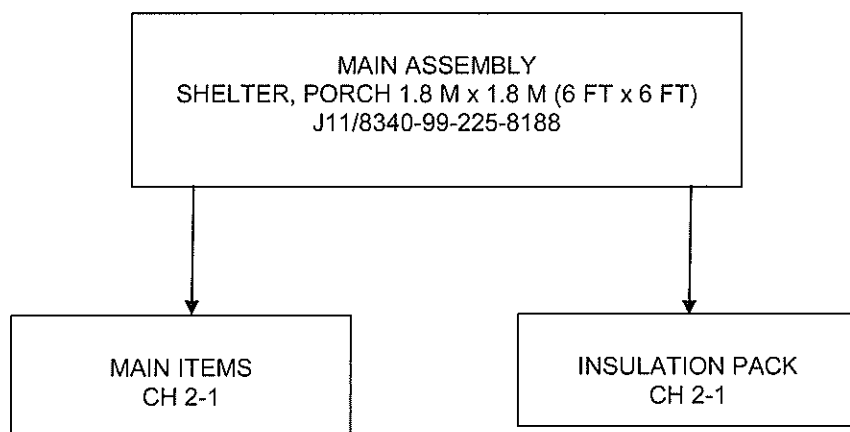 MAIN ASSEMBLY
SHELTER, PORCH 1.8 M x 1.8 M (6 FT x 6 FT)
J11/8340-99-225-8188
MAIN ITEMS
CH 2-1
INSULATION PACK
CH 2-1